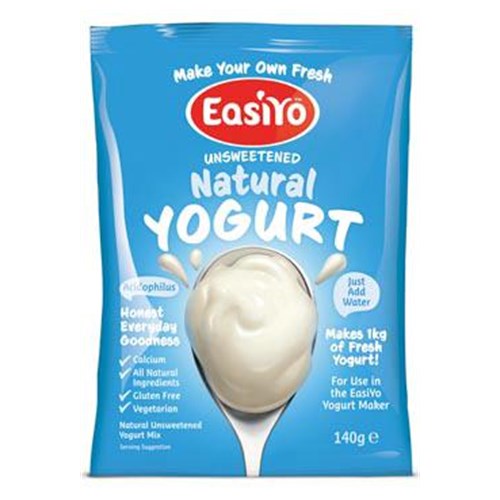 Make Your Own Fresh
EasiYo
™
UNSWEETENED
Natural
YOGURT
Acidophilus
Just
Add
Water
Honest
Everyday
Goodness
Calcium
All Natural
Ingredients
Gluten Free
Vegetarian
Makes 1kg
of Fresh
Yogurt!
For Use in
the EasiYo
Yogurt Maker
Natural Unsweetened
Yogurt Mix
Serving Suggestion
140g e